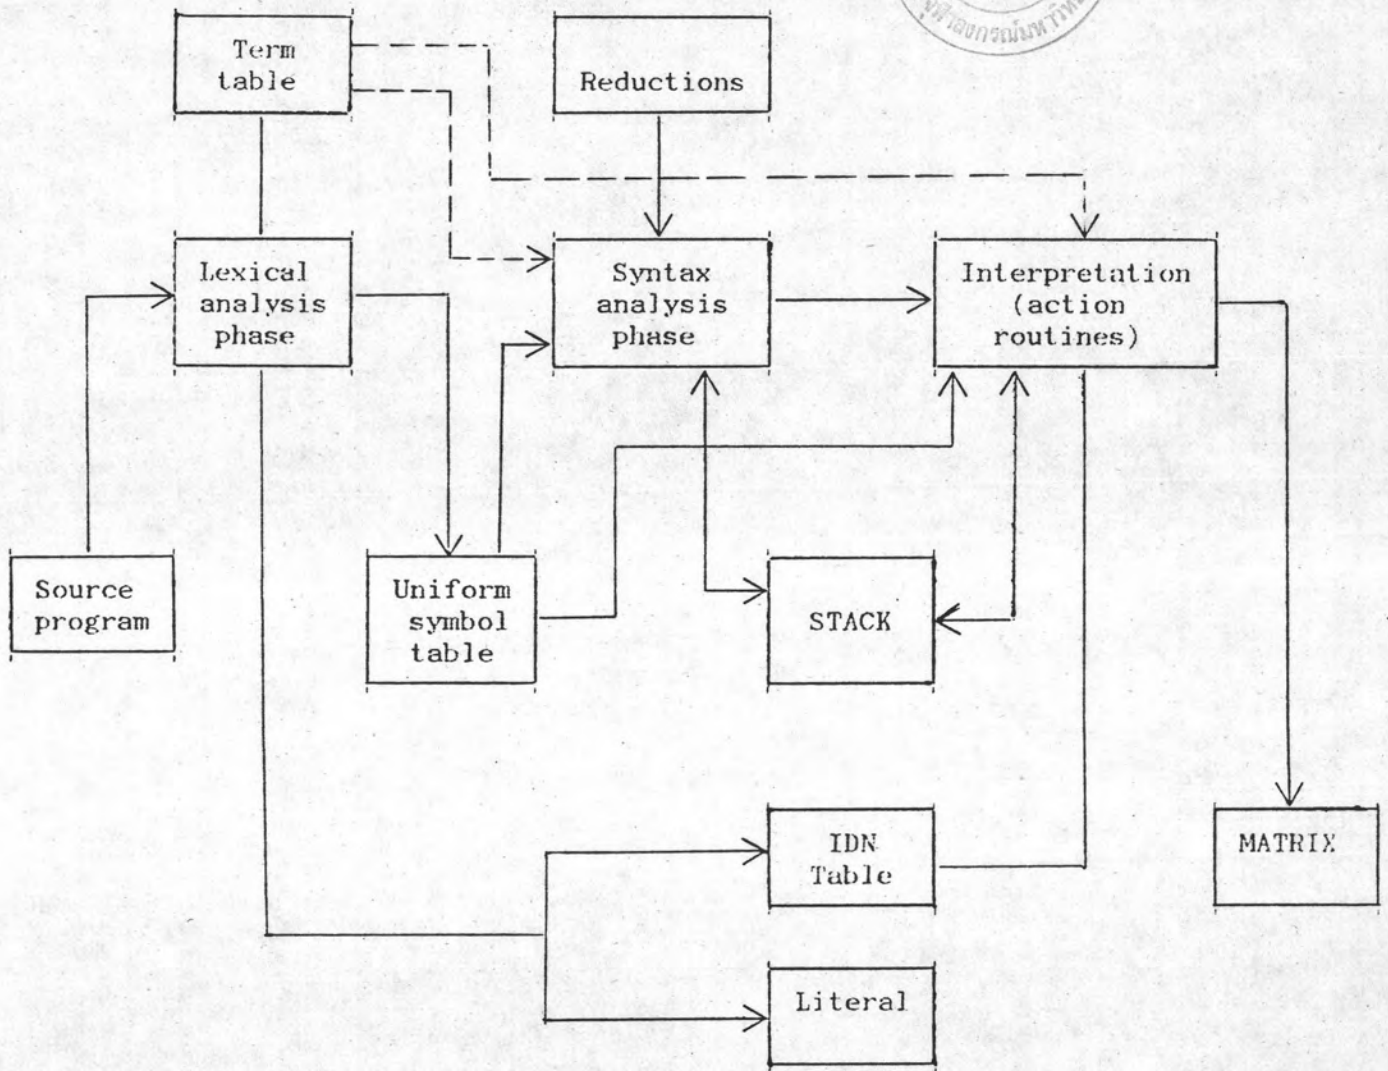 Term
table
Reductions
Lexical
analysis
phase
Syntax
analysis
phase
Interpretation
(action
routines)
Source
program
Uniform
symbol
table
STACK
IDN
Table
MATRIX
Literal